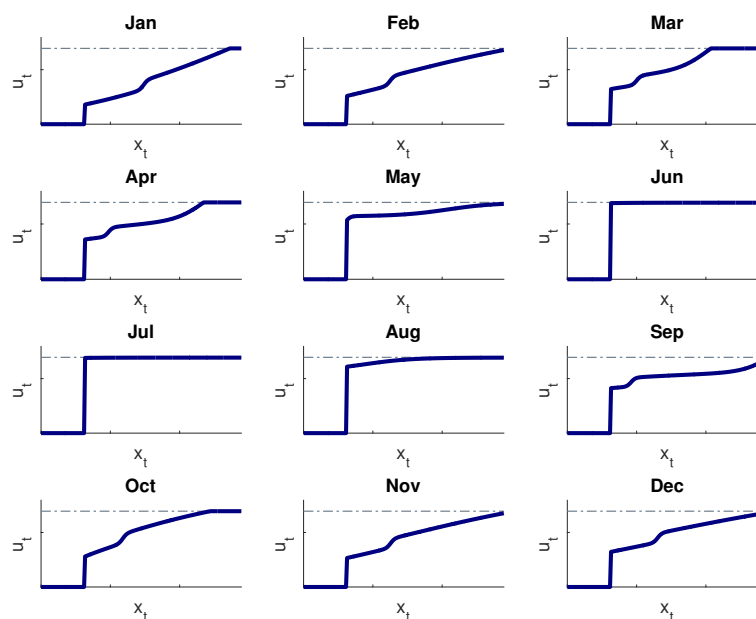 Jan
Feb
Mar
u_t
u_t
u_t
x_t
x_t
x_t
Apr
May
Jun
u_t
u_t
u_t
x_t
x_t
x_t
Jul
Aug
Sep
u_t
u_t
u_t
x_t
x_t
x_t
Oct
Nov
Dec
u_t
u_t
u_t
x_t
x_t
x_t